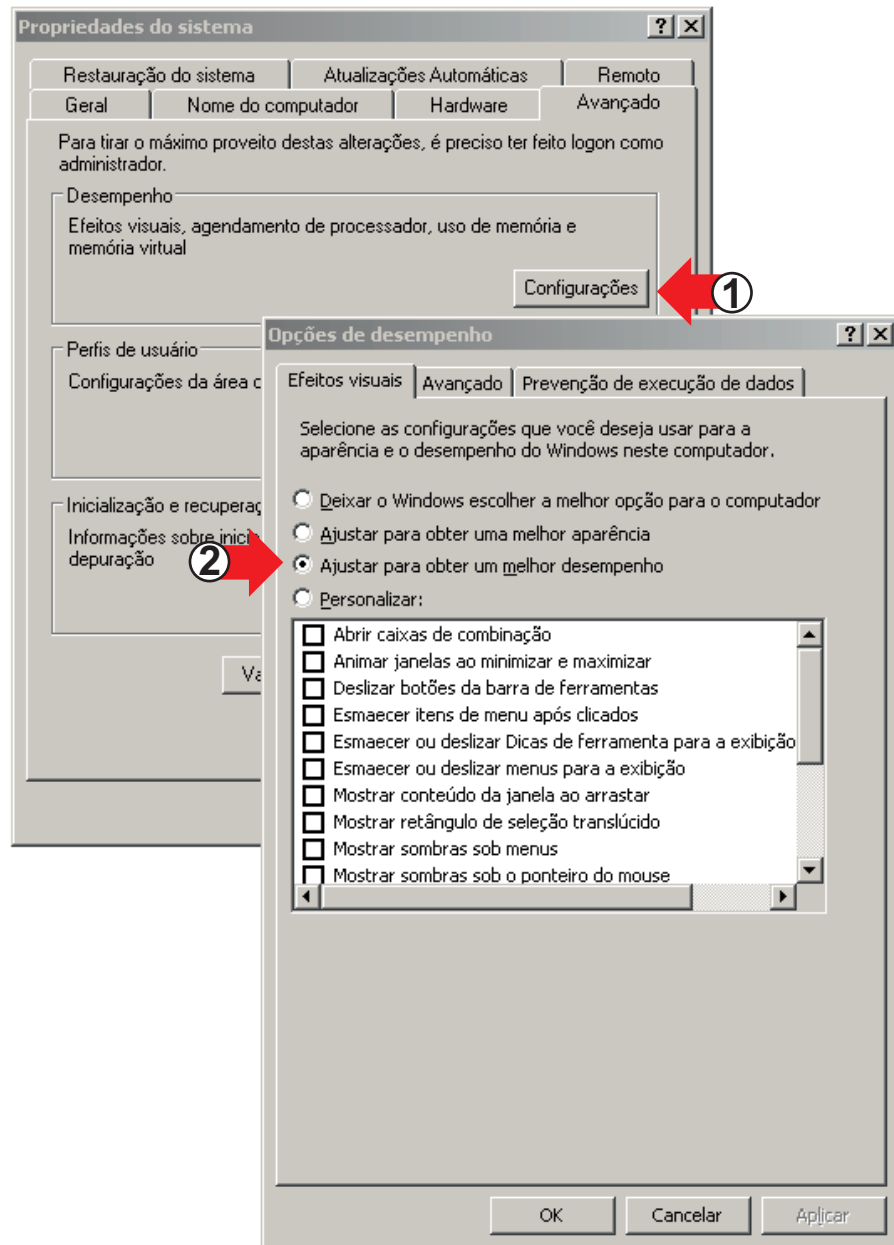 Propriedades do sistema
Restauração do sistema Atualizações Automáticas Remoto
Geral Nome do computador Hardware Avançado
Para tirar o máximo proveito destas alterações, é preciso ter feito logon como
administrador.
Desempenho
Efeitos visuais, agendamento de processador, uso de memória e
memória virtual
Configurações
1
Perfis de usuário
Configurações da área
Inicialização e
Informações sobre
depuração
2
Opções de desempenho
Efeitos visuais Avançado Prevenção de execução de dados
Selecione as configurações que você deseja usar para a
aparência e o desempenho do Windows neste computador.
Deixar o Windows escolher a melhor opção para o computador
Ajustar para obter uma melhor aparência
Ajustar para obter um melhor desempenho
Personalizar:
Abrir caixas de combinação
Animar janelas ao minimizar e maximizar
Deslizar botões da barra de ferramentas
Esmaecer itens de menu após clicados
Esmaecer ou deslizar Dicas de ferramenta para a exibição
Esmaecer ou deslizar menus para a exibição
Mostrar conteúdo da janela ao arrastar
Mostrar retângulo de seleção translúcido
Mostrar sombras sob menus
Mostrar sombras sob o ponteiro do mouse
OK Cancelar Aplicar